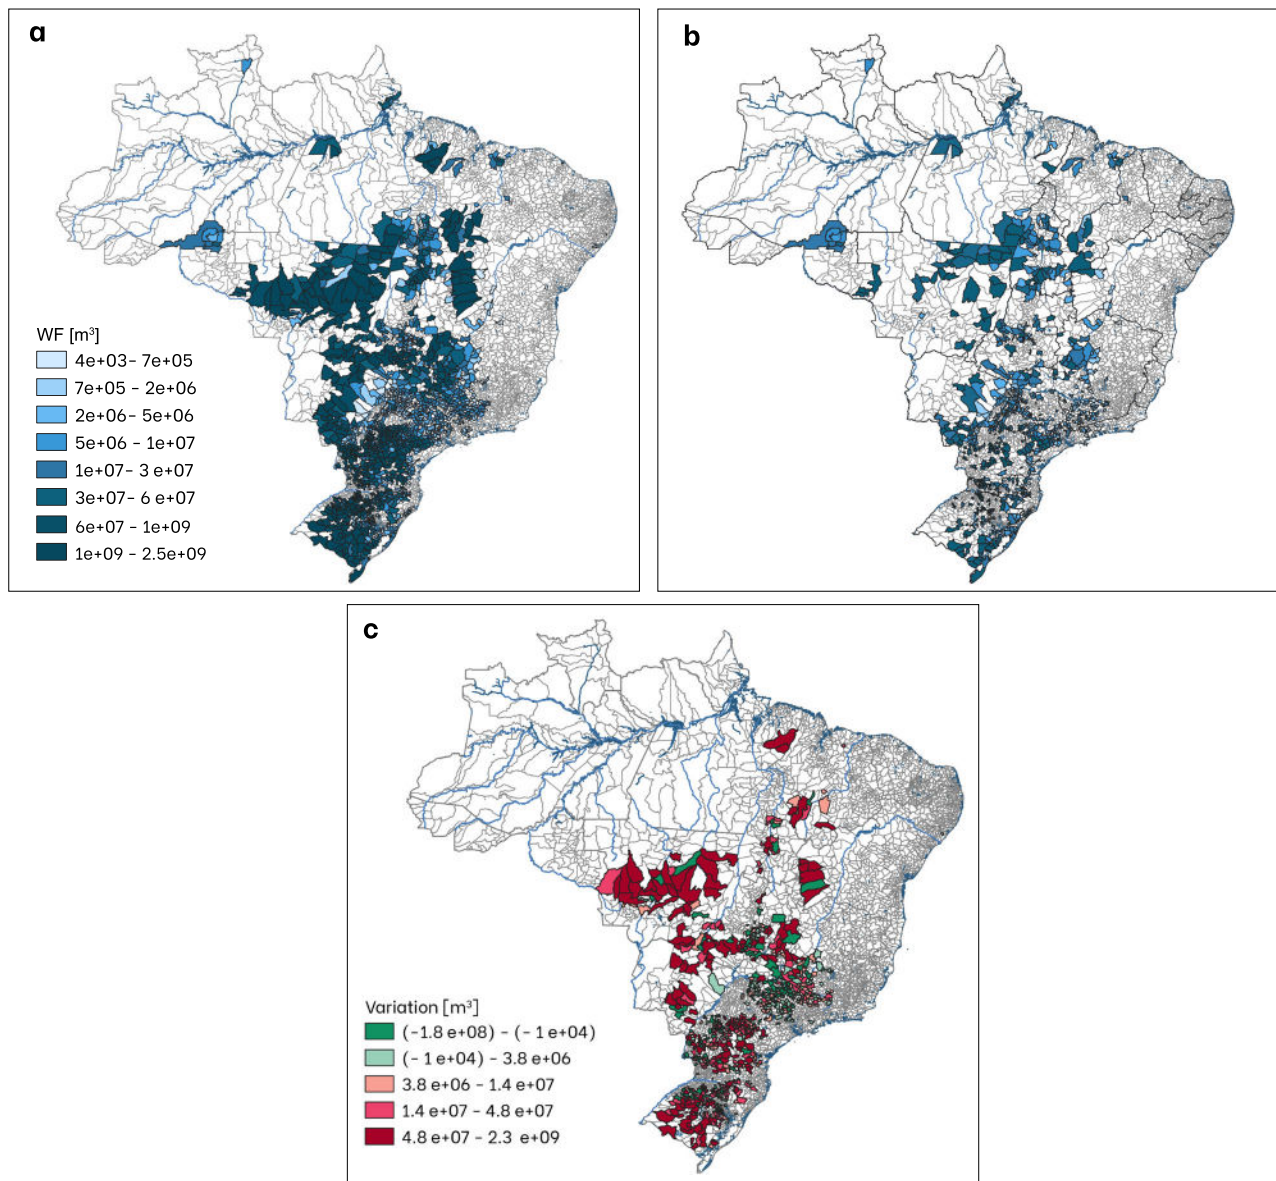 a
WF [m³]
4e+03– 7e+05
7e+05 – 2e+06
2e+06– 5e+06
5e+06 – 1e+07
1e+07– 3 e+07
3e+07– 6 e+07
6e+07 – 1e+09
1e+09 – 2.5e+09
b
c
Variation [m³]
(-1.8 e+08) – (- 1 e+04)
(- 1 e+04) – 3.8 e+06
3.8 e+06 – 1.4 e+07
1.4 e+07 – 4.8 e+07
4.8 e+07 – 2.3 e+09